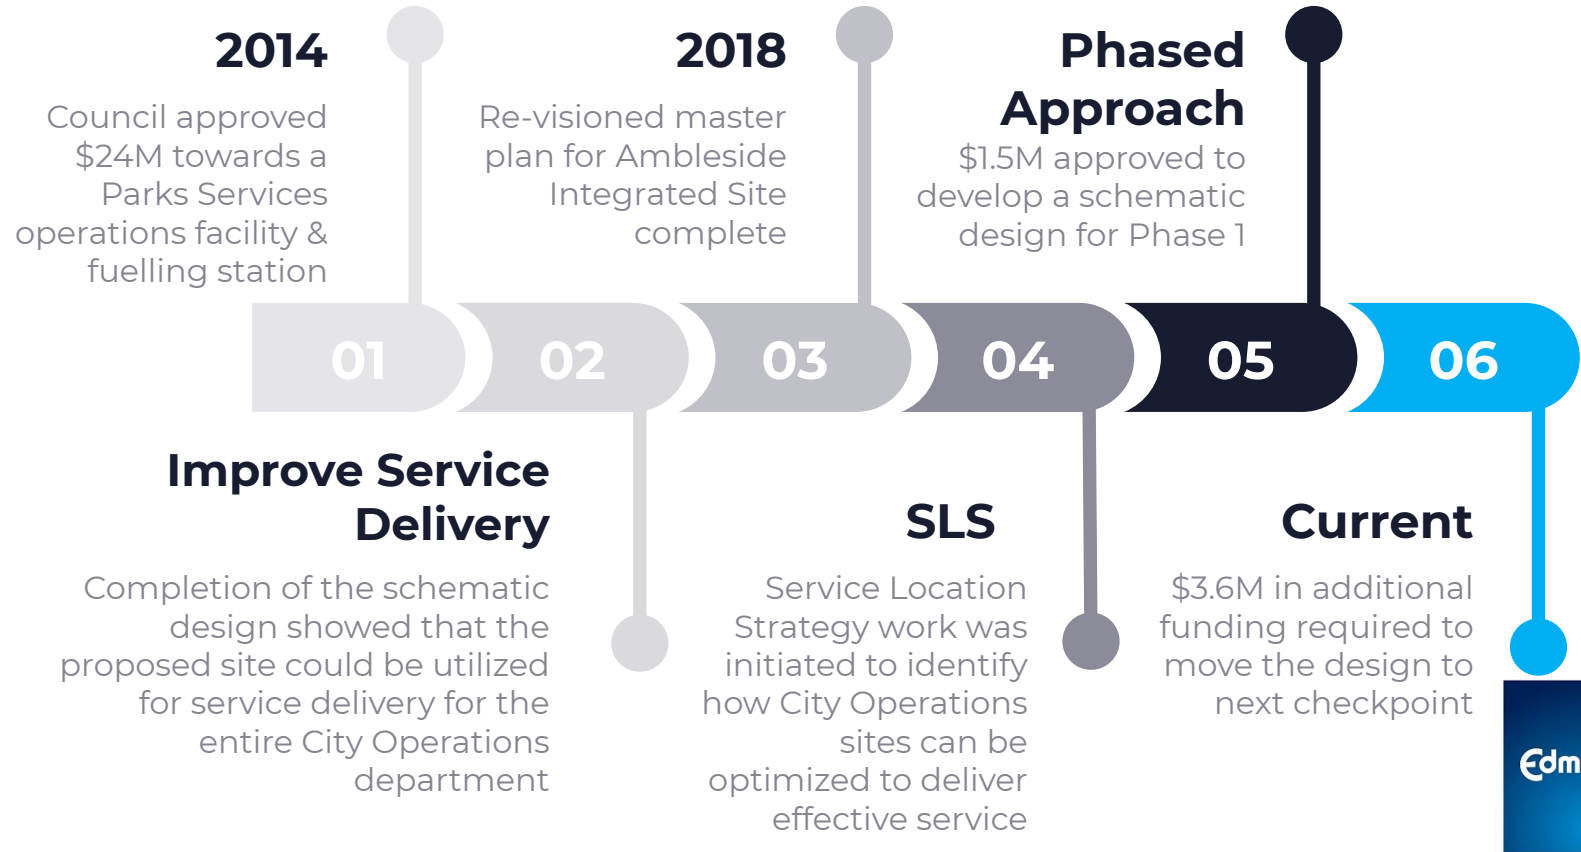 2014
Council approved
$24M towards a
Parks Services
operations facility &
fuelling station
2018
Re-visioned master
plan for Ambleside
Integrated Site
complete
Phased
Approach
$1.5M approved to
develop a schematic
design for Phase 1
01
02
03
04
05
06
Improve Service
Delivery
Completion of the schematic
design showed that the
proposed site could be utilized
for service delivery for the
entire City Operations
department
SLS
Service Location
Strategy work was
initiated to identify
how City Operations
sites can be
optimized to deliver
effective service
Current
$3.6M in additional
funding required to
move the design to
next checkpoint
Edm